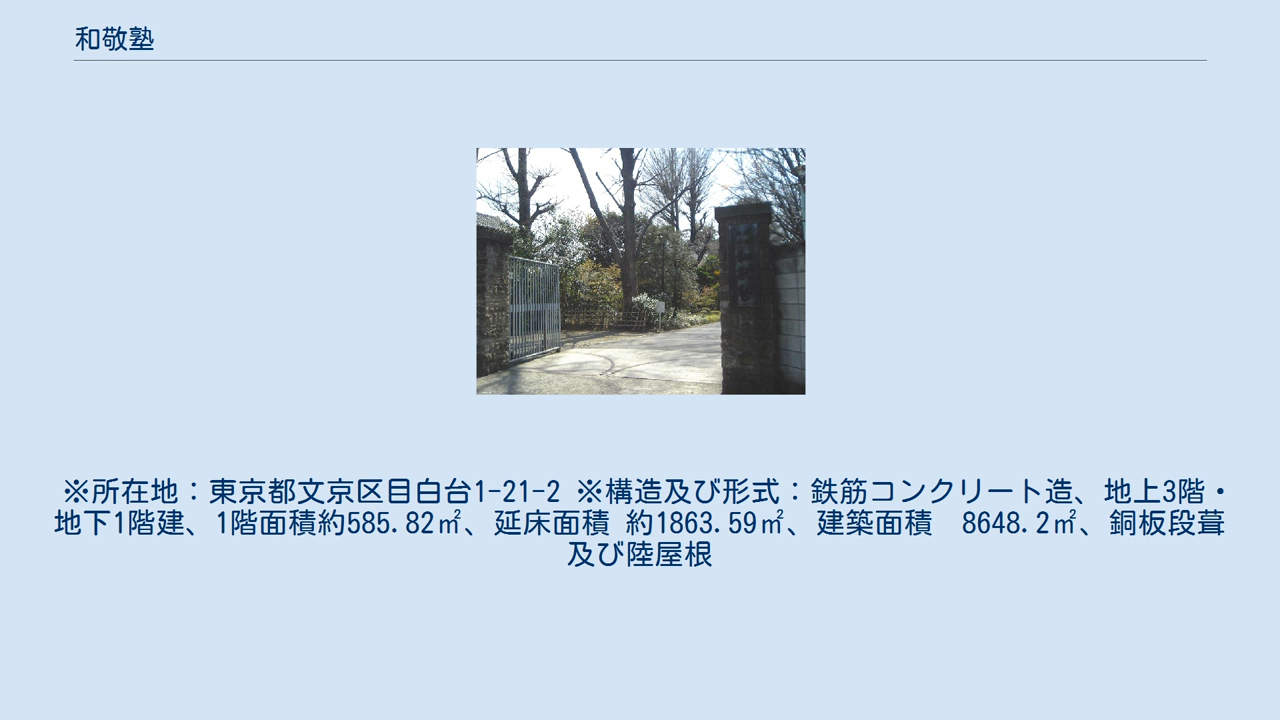 和敬塾
※所在地：東京都文京区目白台1-21-2 ※構造及び形式：鉄筋コンクリート造、地上3階・
地下1階建、1階面積約585.82㎡、延床面積 約1863.59㎡、建築面積　8648.2㎡、銅板段葺
及び陸屋根